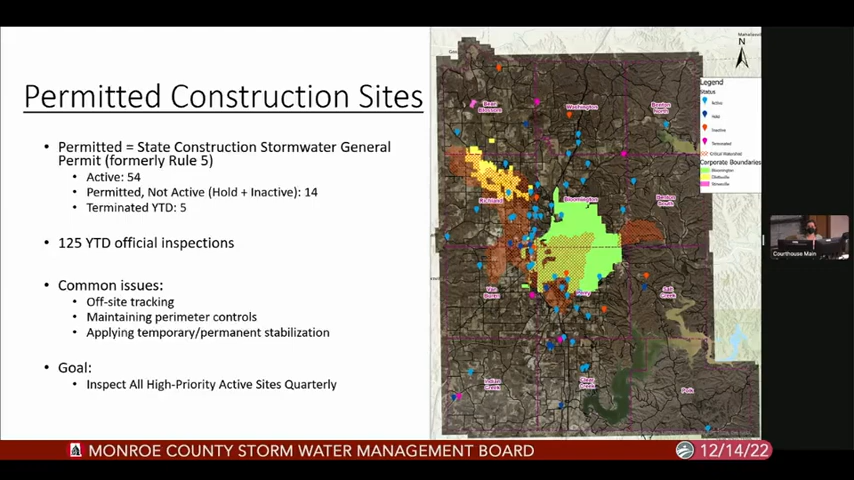 Permitted Construction Sites
• Permitted = State Construction Stormwater General
Permit (formerly Rule 5)
• Active: 54
• Permitted, Not Active (Hold + Inactive): 14
• Terminated YTD: 5
• 125 YTD official inspections
• Common issues:
• Off-site tracking
• Maintaining perimeter controls
• Applying temporary/permanent stabilization
• Goal:
• Inspect All High-Priority Active Sites Quarterly
N
Legend
Status
Active
Hold
Inactive
Terminated
Critical Watershed
Corporate Boundaries
Bloomington
Ellettsville
Stinesville
Bean
Blossom
Washington
Benton
North
Richland
Bloomington
Benton
South
Van
Buren
Perry
Salt
Creek
Indian
Creek
Clear
Creek
Polk
Courthouse Main
MONROE COUNTY STORM WATER MANAGEMENT BOARD
12/14/22